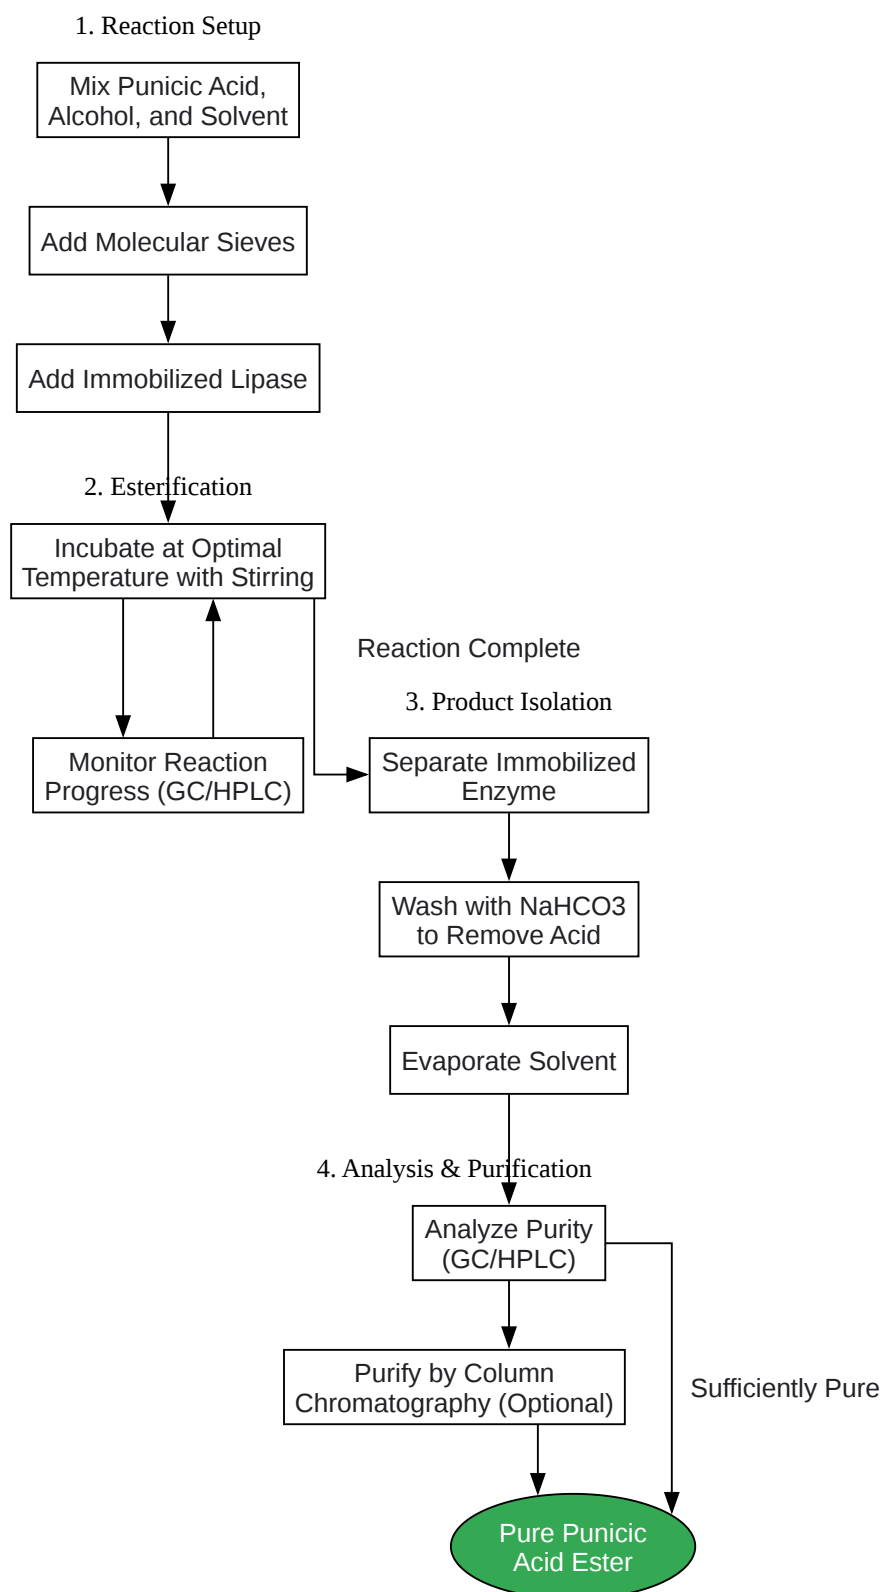 1. Reaction Setup
Mix Punicic Acid,
Alcohol, and Solvent
Add Molecular Sieves
Add Immobilized Lipase
2. Esterification
Incubate at Optimal
Temperature with Stirring
Reaction Complete
3. Product Isolation
Monitor Reaction
Progress (GC/HPLC)
Separate Immobilized
Enzyme
Wash with NaHCO3
to Remove Acid
Evaporate Solvent
4. Analysis & Purification
Analyze Purity
(GC/HPLC)
Purify by Column
Chromatography (Optional)
Sufficiently Pure
Pure Punicic
Acid Ester